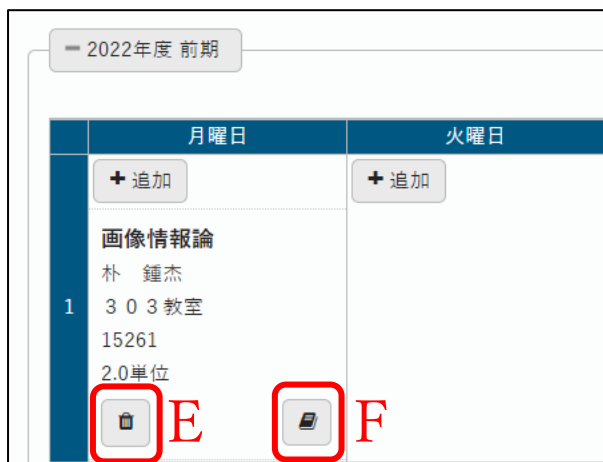 2022年度 前期
月曜日 火曜日
追加 追加
画像情報論
朴　鍾杰
1 ３０３教室
15261
2.0単位
E F